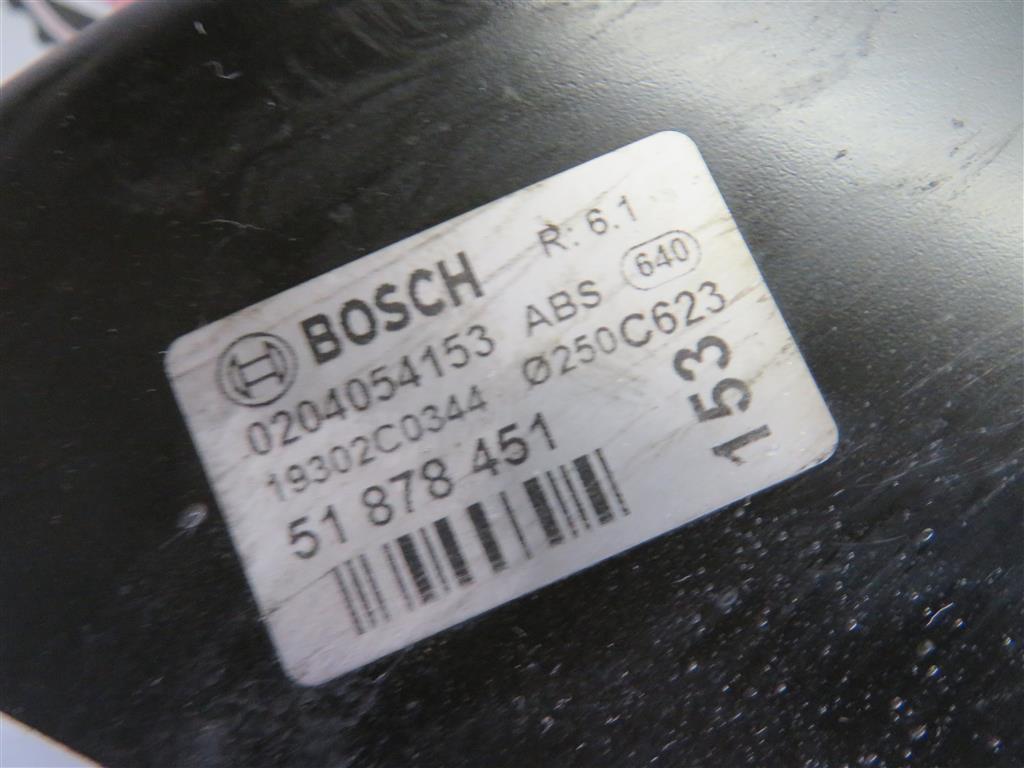 BOSCH R: 6.1
0204054153 ABS 640
19302C0344 Ø250C623
51 878 451
153